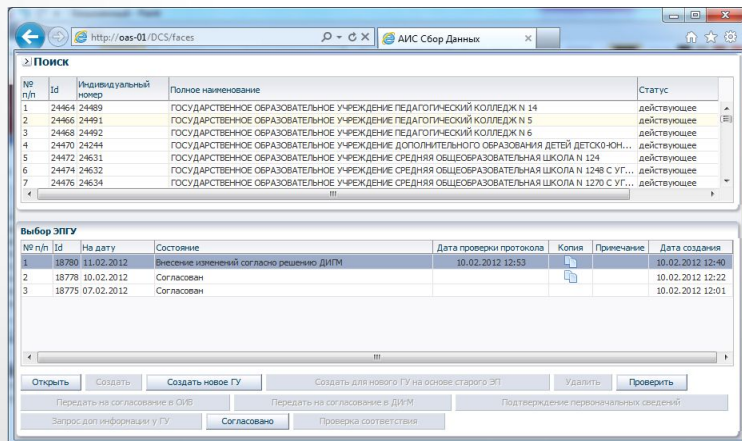 http://oas-01/DCS/faces
АИС Сбор Данных
Поиск
№ п/п Id Индивидуальный номер Полное наименование Статус
1 24464 24489 ГОСУДАРСТВЕННОЕ ОБРАЗОВАТЕЛЬНОЕ УЧРЕЖДЕНИЕ ПЕДАГОГИЧЕСКИЙ КОЛЛЕДЖ N 14 действующее
2 24466 24491 ГОСУДАРСТВЕННОЕ ОБРАЗОВАТЕЛЬНОЕ УЧРЕЖДЕНИЕ ПЕДАГОГИЧЕСКИЙ КОЛЛЕДЖ N 5 действующее
3 24468 24492 ГОСУДАРСТВЕННОЕ ОБРАЗОВАТЕЛЬНОЕ УЧРЕЖДЕНИЕ ПЕДАГОГИЧЕСКИЙ КОЛЛЕДЖ N 6 действующее
4 24470 24244 ГОСУДАРСТВЕННОЕ ОБРАЗОВАТЕЛЬНОЕ УЧРЕЖДЕНИЕ ДОПОЛНИТЕЛЬНОГО ОБРАЗОВАНИЯ ДЕТЕЙ ДЕТСКО-ЮН... действующее
5 24472 24631 ГОСУДАРСТВЕННОЕ ОБРАЗОВАТЕЛЬНОЕ УЧРЕЖДЕНИЕ СРЕДНЯЯ ОБЩЕОБРАЗОВАТЕЛЬНАЯ ШКОЛА N 124 действующее
6 24474 24632 ГОСУДАРСТВЕННОЕ ОБРАЗОВАТЕЛЬНОЕ УЧРЕЖДЕНИЕ СРЕДНЯЯ ОБЩЕОБРАЗОВАТЕЛЬНАЯ ШКОЛА N 1248 С УГ... действующее
7 24476 24634 ГОСУДАРСТВЕННОЕ ОБРАЗОВАТЕЛЬНОЕ УЧРЕЖДЕНИЕ СРЕДНЯЯ ОБЩЕОБРАЗОВАТЕЛЬНАЯ ШКОЛА N 1270 С УГ... действующее
Выбор ЭПГУ
№ п/п Id На дату Состояние Дата проверки протокола Копия Примечание Дата создания
1 18780 11.02.2012 Внесение изменений согласно решению ДИГМ 10.02.2012 12:53 10.02.2012 12:40
2 18778 10.02.2012 Согласован 10.02.2012 12:22
3 18775 07.02.2012 Согласован 10.02.2012 12:01
Открыть Создать Создать новое ГУ Создать для нового ГУ на основе старого ЭП Удалить Проверить
Передать на согласование в ОИВ Передать на согласование в ДИГМ Подтверждение первоначальных сведений
Запрос доп информации у ГУ Согласовано Проверка соответствия